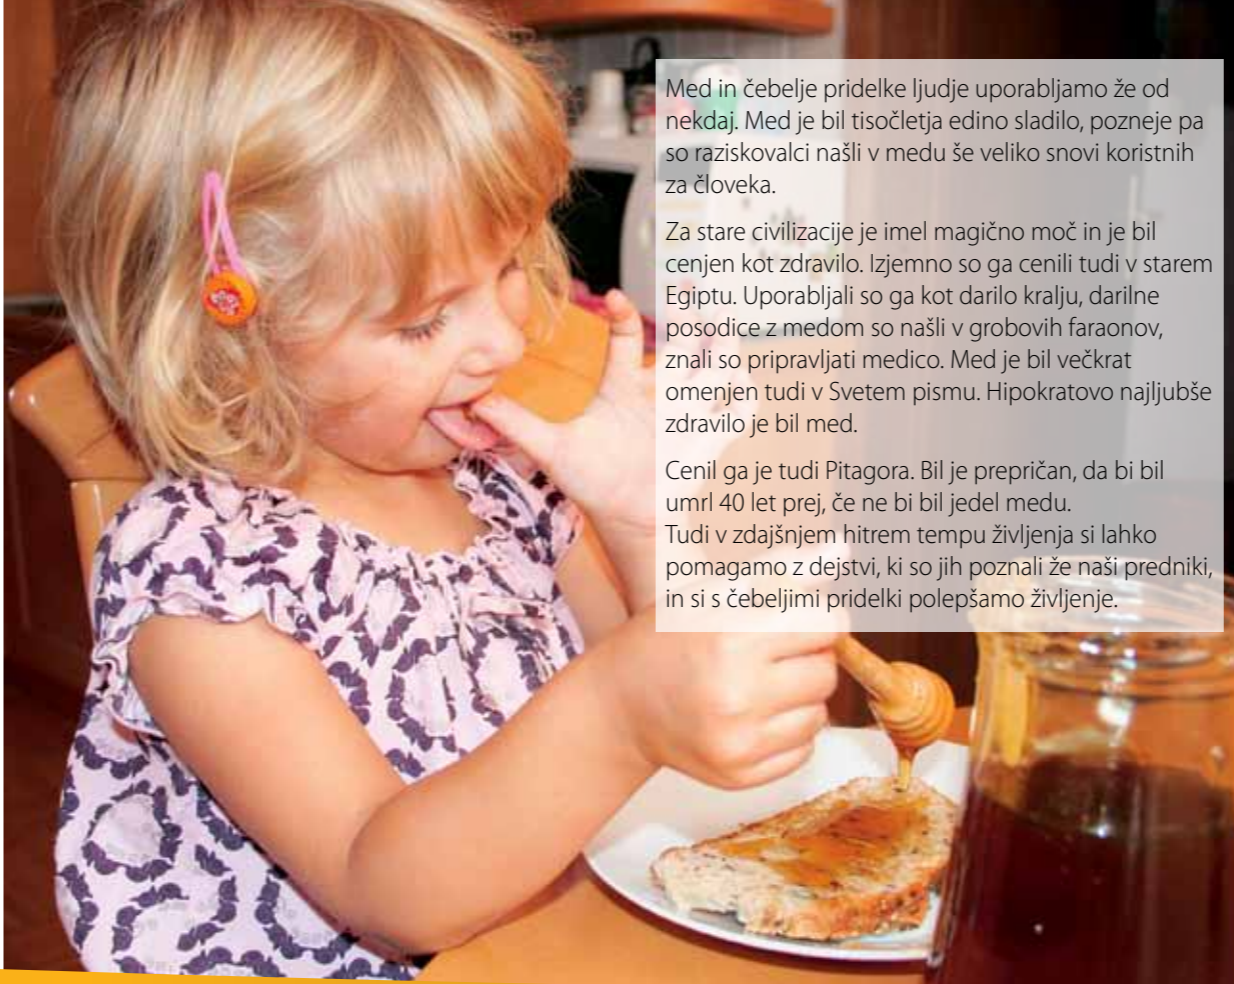 Med in čebelje pridelke ljudje uporabljamo že od
nekdaj. Med je bil tisočletja edino sladilo, pozneje pa
so raziskovalci našli v medu še veliko snovi koristnih
za človeka.
Za stare civilizacije je imel magično moč in je bil
cenjen kot zdravilo. Izjemno so ga cenili tudi v starem
Egiptu. Uporabljali so ga kot darilo kralju, darilne
posodice z medom so našli v grobovih faraonov,
znali so pripravljati medico. Med je bil večkrat
omenjen tudi v Svetem pismu. Hipokratovo najljubše
zdravilo je bil med.
Cenil ga je tudi Pitagora. Bil je prepričan, da bi bil
umrl 40 let prej, če ne bi bil jedel medu.
Tudi v zdajšnjem hitrem tempu življenja si lahko
pomagamo z dejstvi, ki so jih poznali že naši predniki,
in si s čebeljimi pridelki polepšamo življenje.